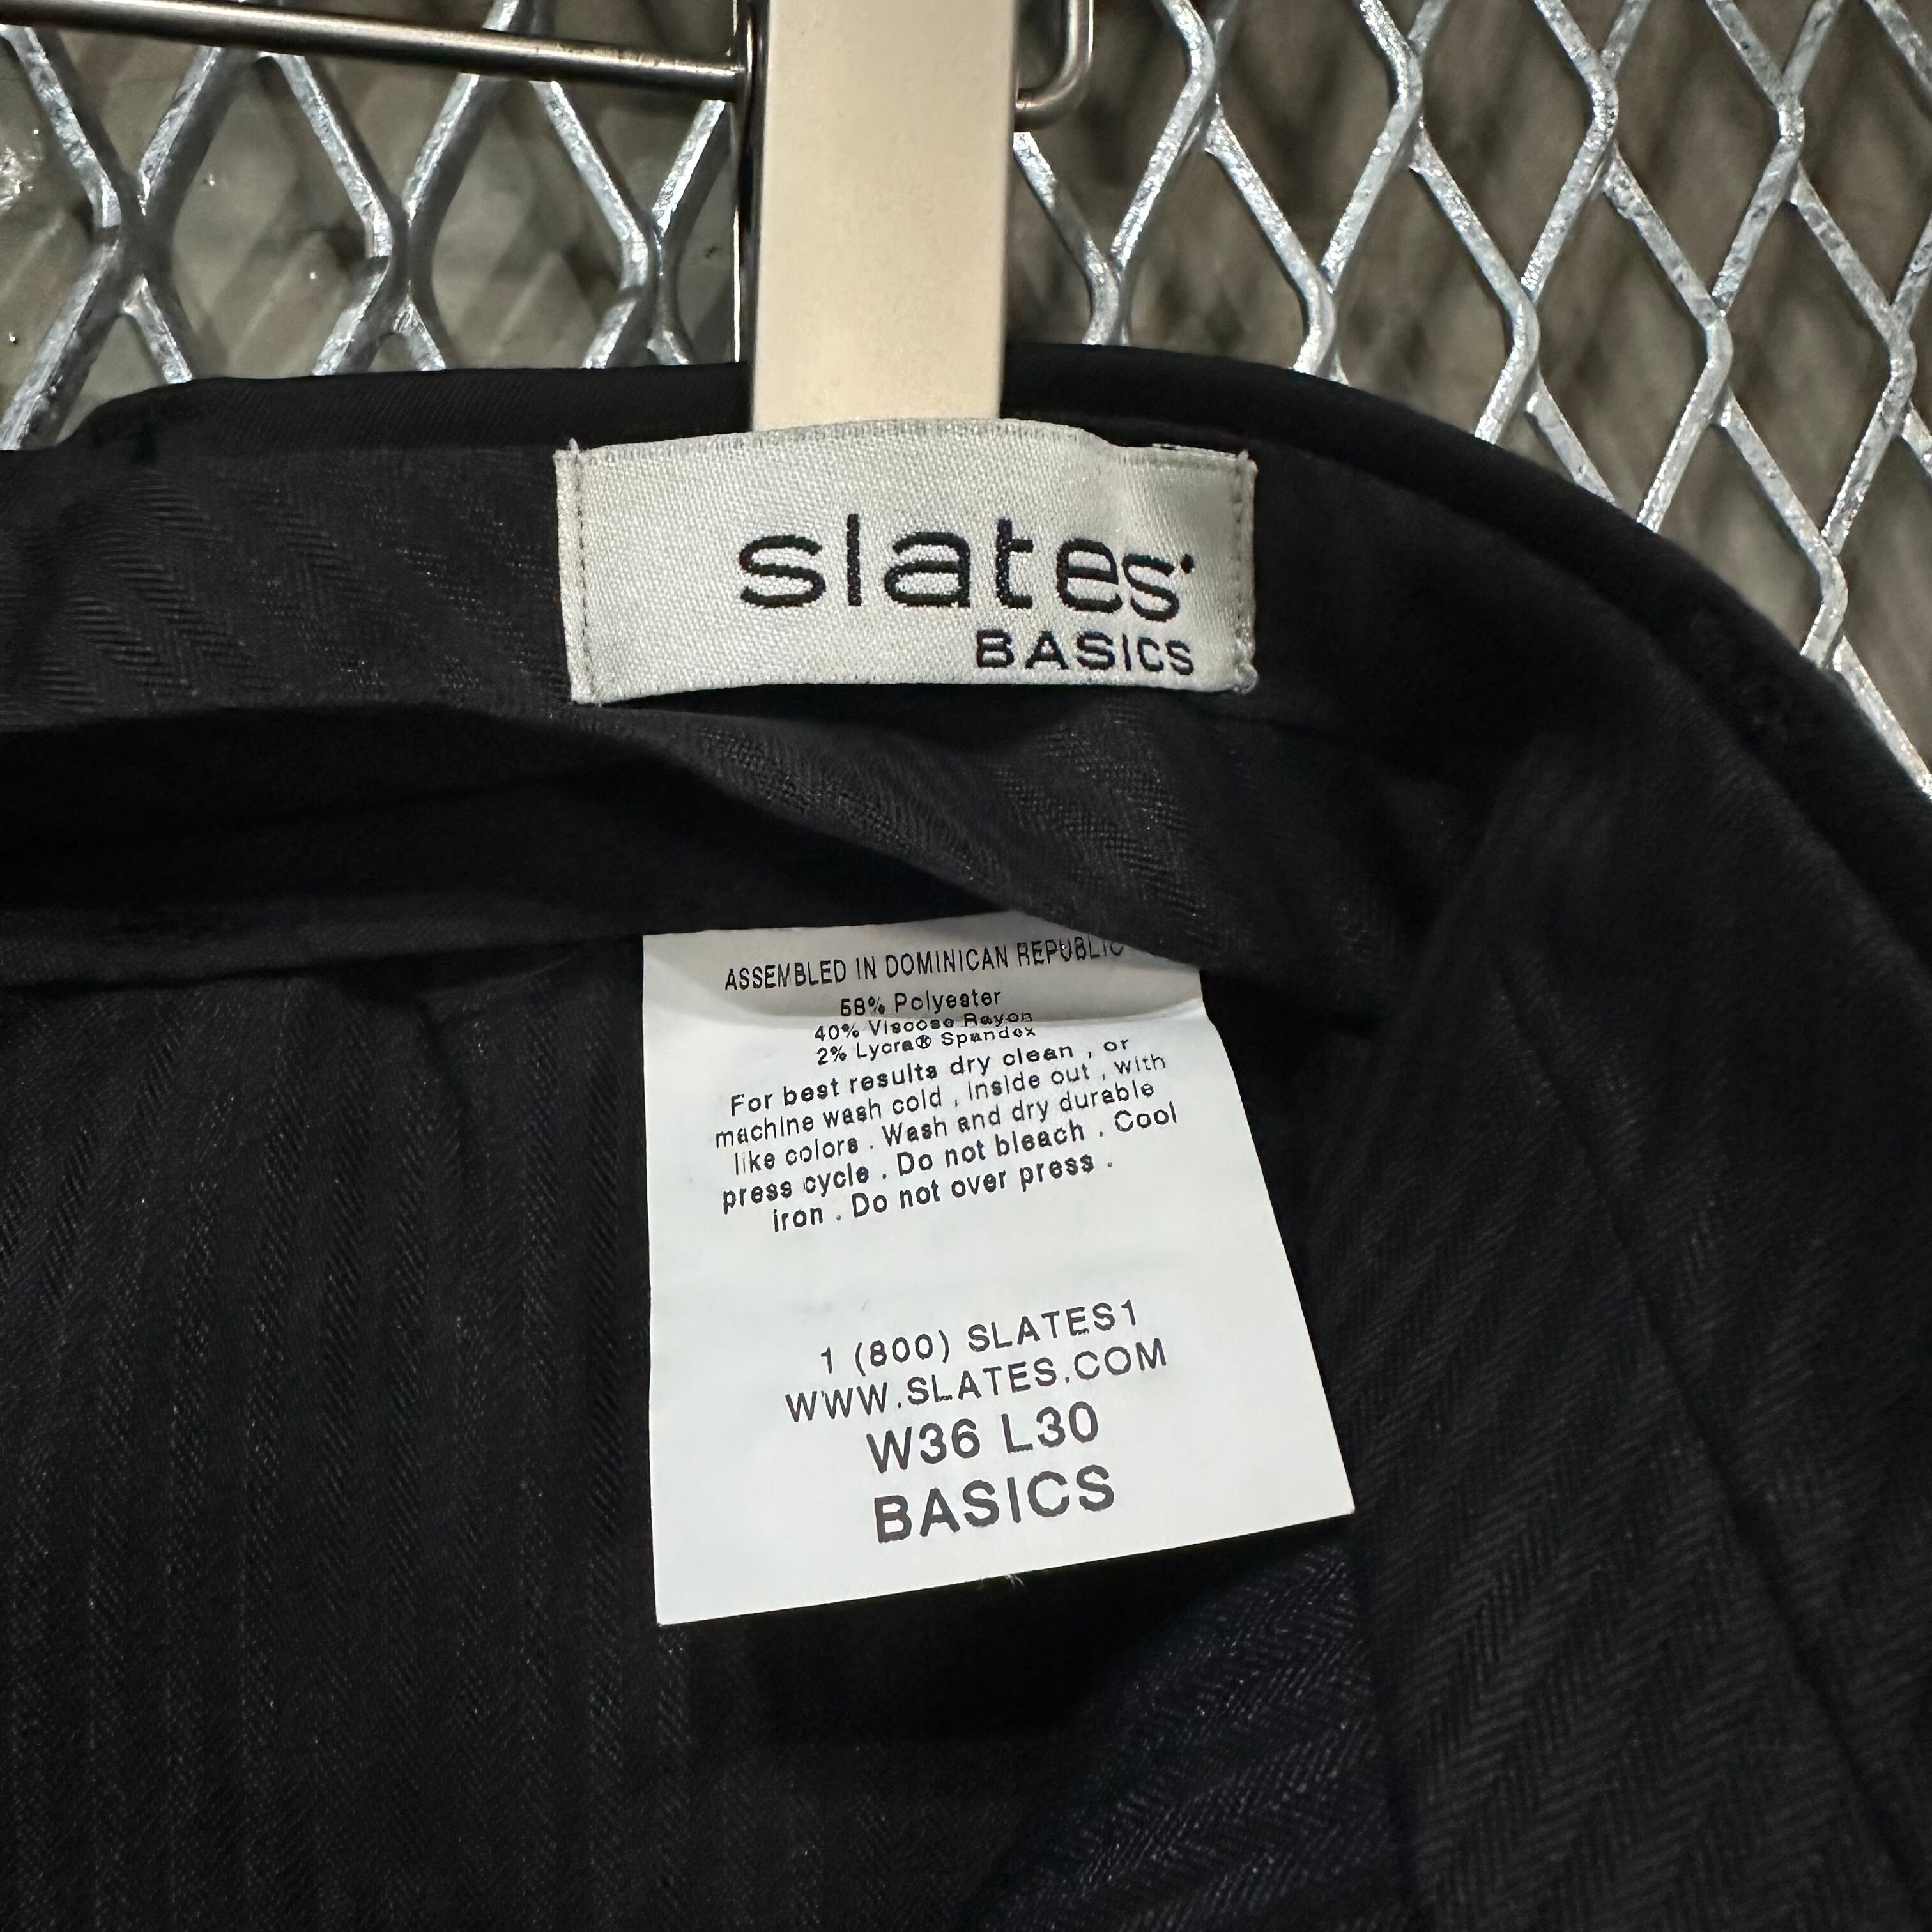 slates
BASICS
ASSEMBLED IN DOMINICAN REPUBLIC
58% Polyester
40% Viscose Rayon
2% Lycra® Spandex
For best results dry clean , or
machine wash cold , inside out , with
like colors . Wash and dry durable
press cycle . Do not bleach . Cool
iron . Do not over press .
1 (800) SLATES1
WWW.SLATES.COM
W36 L30
BASICS